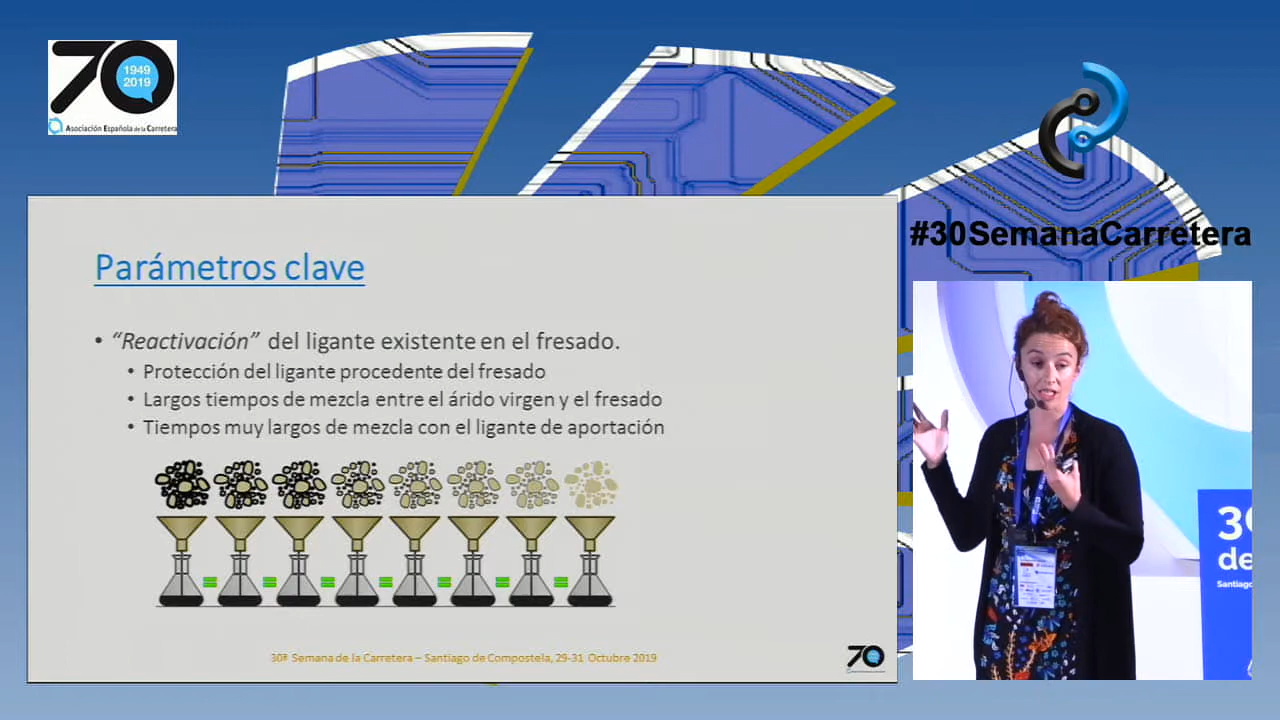 70
1949
2019
Asociación Española de la Carretera
#30SemanaCarretera
Parámetros clave
• “Reactivación” del ligante existente en el fresado.
• Protección del ligante procedente del fresado
• Largos tiempos de mezcla entre el árido virgen y el fresado
• Tiempos muy largos de mezcla con el ligante de aportación
30ª Semana de la Carretera – Santiago de Compostela, 29-31 Octubre 2019
70
30
de
Santiago